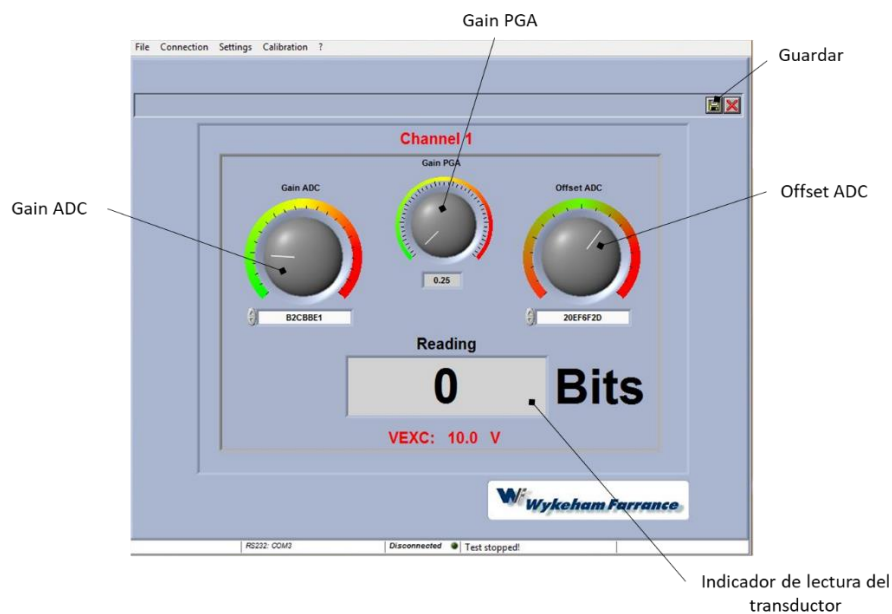 Gain PGA
Guardar
File Connection Settings Calibration ?
Channel 1
Gain PGA
Gain ADC
Offset ADC
Gain ADC
Offset ADC
0.25
B2CBBE1
20EF6F2D
Reading
0 Bits
VEXC: 10.0 V
Wykeham Farrance
RS232: COM3 Disconnected Test stopped!
Indicador de lectura del
transductor